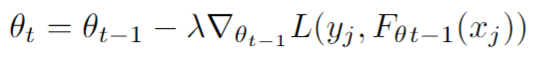 θ_t = θ_{t−1} − λ∇_{θ_{t−1}} L(y_j, F_{θt−1}(x_j))